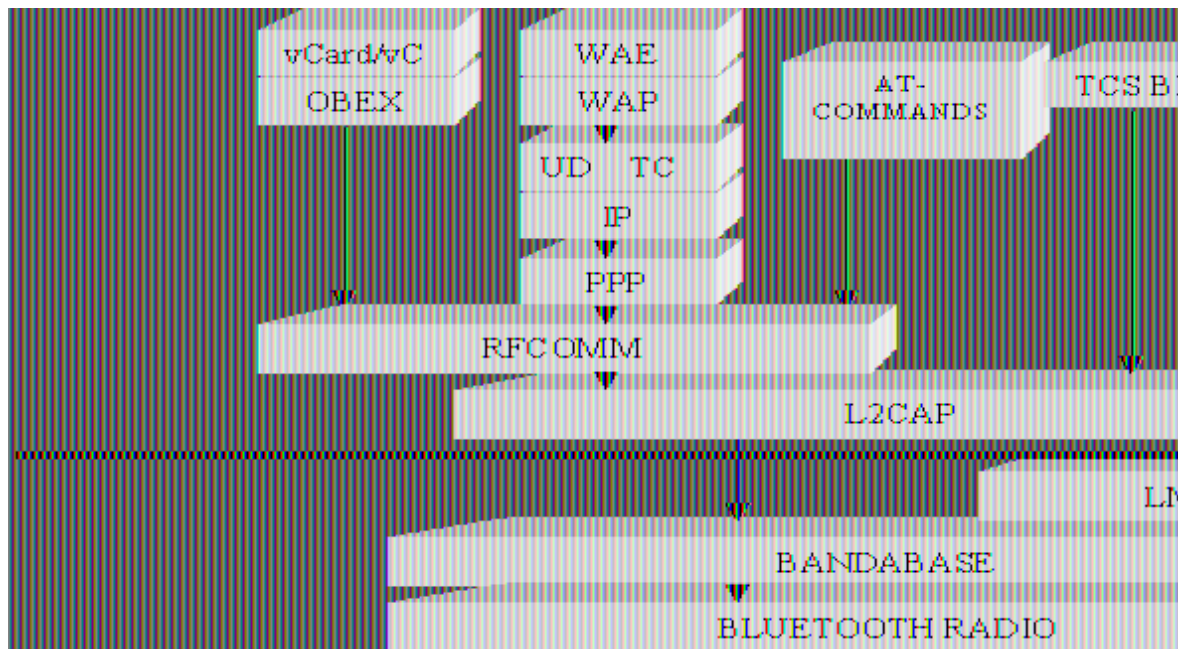 vCard/vC
OBEX
WAE
WAP
UD TC
IP
PPP
AT-
COMMANDS
TCS B
RFCOMM
L2CAP
LM
BANDABASE
BLUETOOTH RADIO